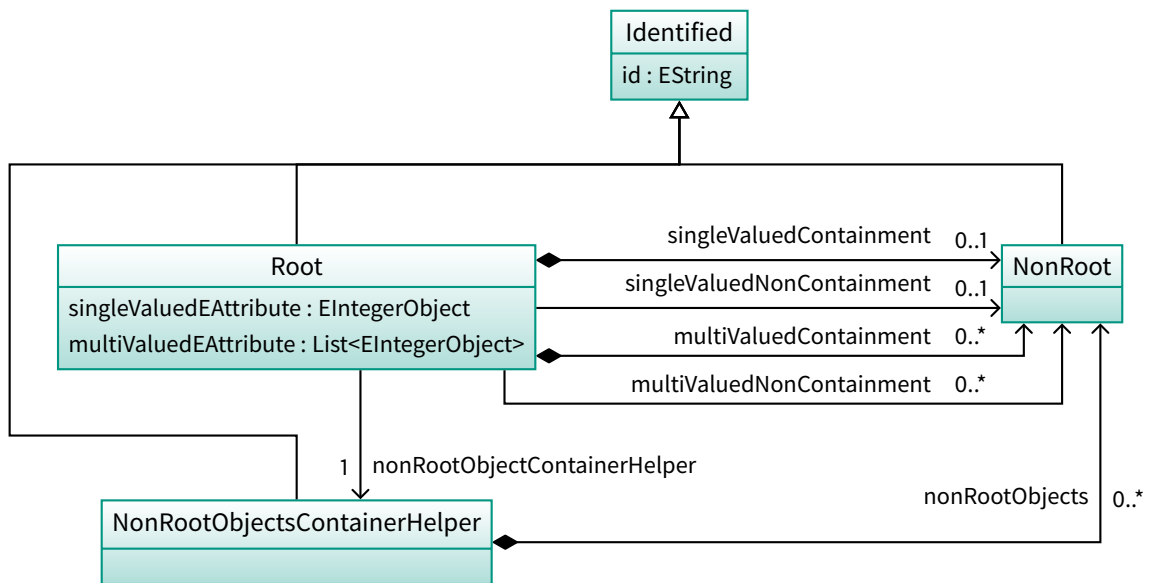 Identified
id : EString
singleValuedContainment 0..1
Root
NonRoot
singleValuedNonContainment 0..1
singleValuedEAttribute : EIntegerObject
multiValuedContainment 0..*
multiValuedEAttribute : List<EIntegerObject>
multiValuedNonContainment 0..*
1 nonRootObjectContainerHelper
nonRootObjects 0..*
NonRootObjectsContainerHelper